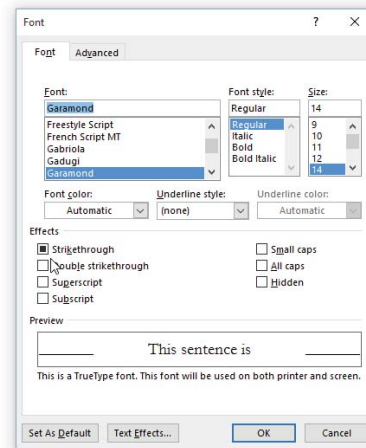 Font ? ×
Font Advanced
Font: Font style: Size:
Garamond Regular 14
Freestyle Script Regular 9
French Script MT Italic 10
Gabriola Bold 11
Gadugi Bold Italic 12
Garamond 14
Font color: Underline style: Underline color:
Automatic (none) Automatic
Effects
Strikethrough Small caps
Double strikethrough All caps
Superscript Hidden
Subscript
Preview
This sentence is
This is a TrueType font. This font will be used on both printer and screen.
Set As Default Text Effects... OK Cancel